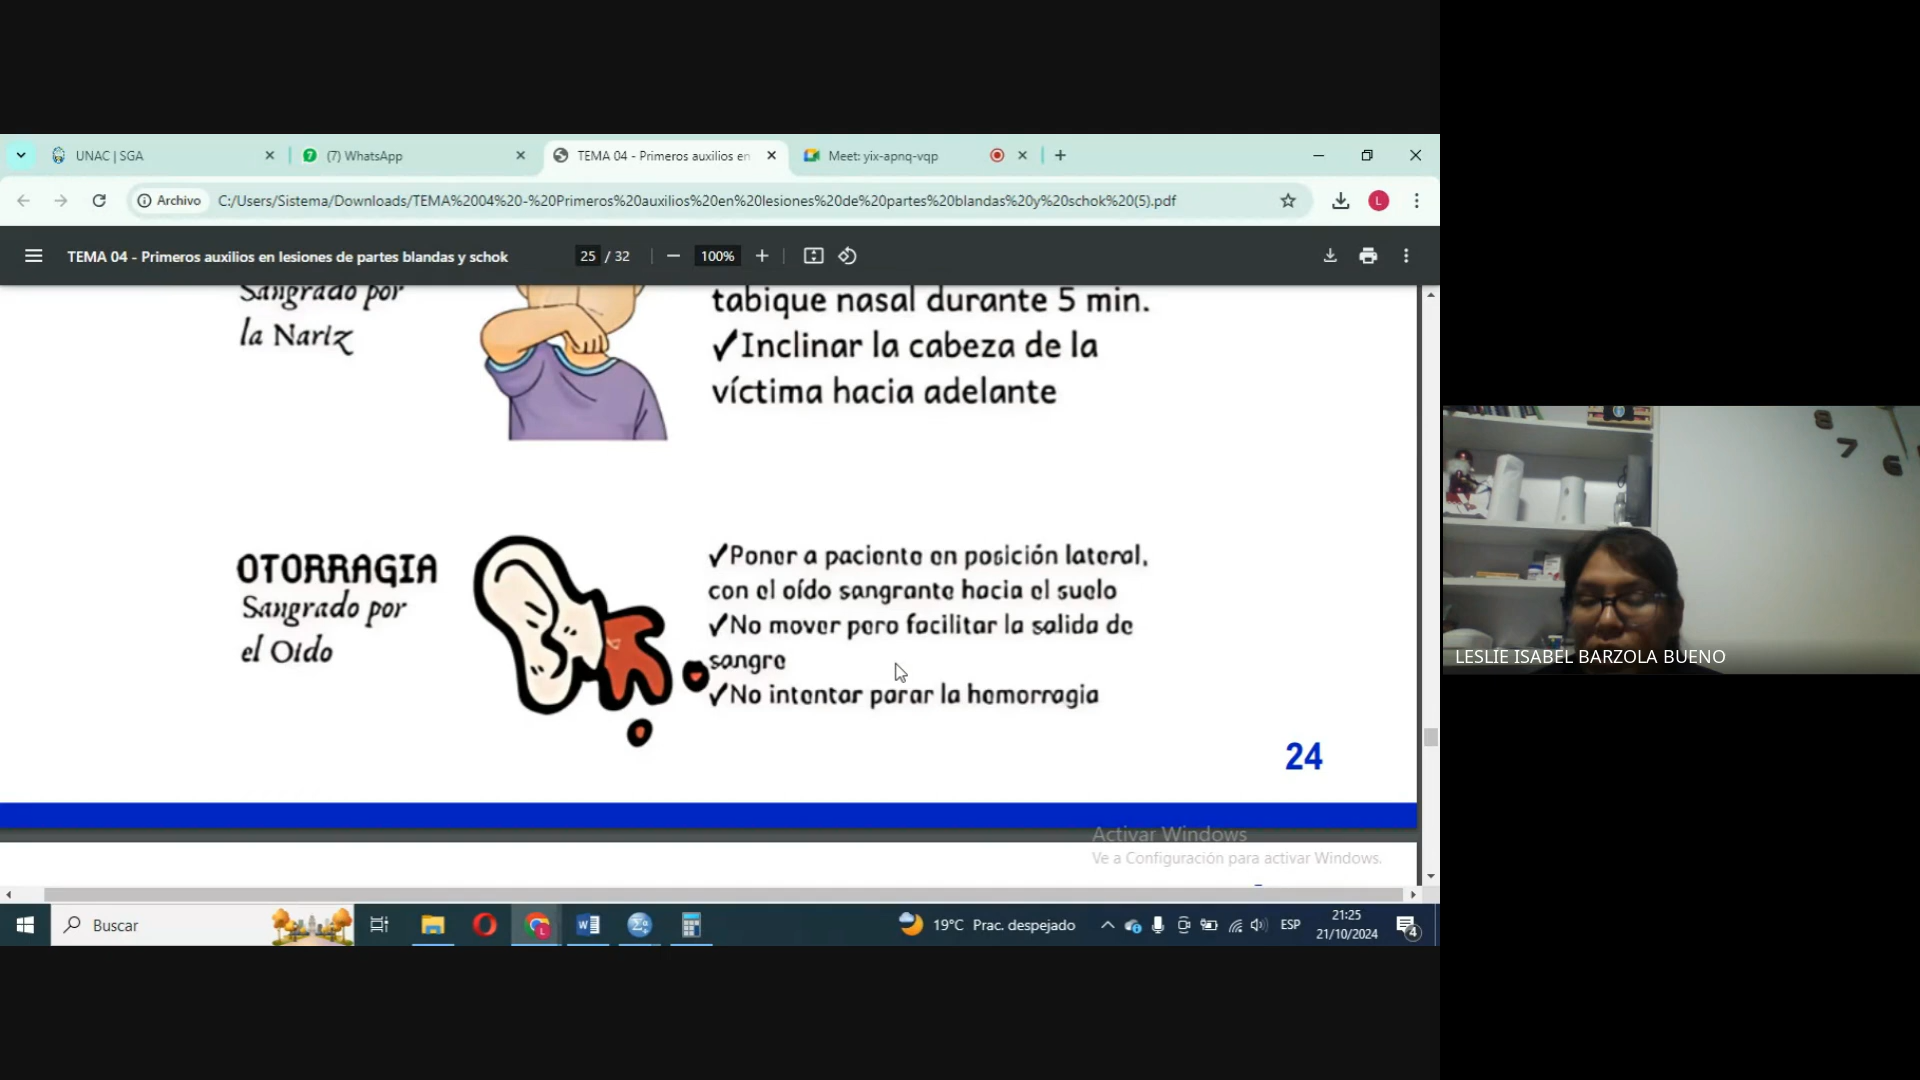 UNAC | SGA
(7) WhatsApp
TEMA 04 - Primeros auxilios en
Meet: yix-apnq-vqp
Archivo
C:/Users/Sistema/Downloads/TEMA%2004%20-%20Primeros%20auxilios%20en%20lesiones%20de%20partes%20blandas%20y%20schok%20(5).pdf
L
TEMA 04 - Primeros auxilios en lesiones de partes blandas y schok
25 / 32
100%
Sangrado por
la Nariz
tabique nasal durante 5 min.
✓Inclinar la cabeza de la
víctima hacia adelante
OTORRAGIA
Sangrado por
el Oido
✓Poner a paciente en posición lateral,
con el oído sangrante hacia el suelo
✓No mover pero facilitar la salida de
sangre
✓No intentar parar la hemorragia
24
Activar Windows
Ve a Configuración para activar Windows.
Buscar
19°C Prac. despejado
ESP
21:25
21/10/2024
4
8
7
6
LESLIE ISABEL BARZOLA BUENO